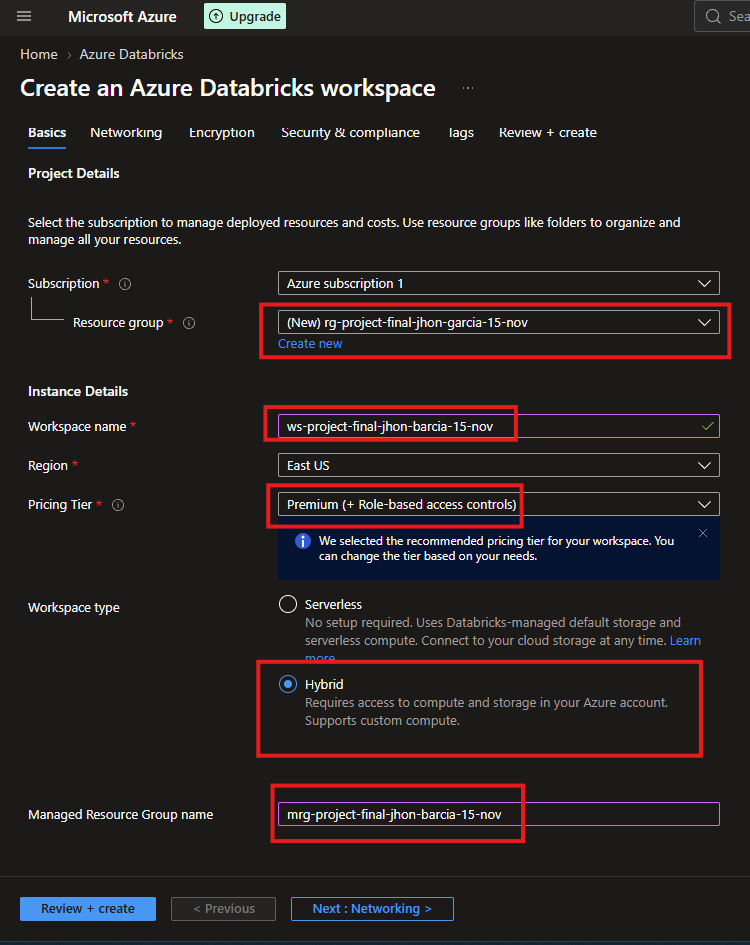 Microsoft Azure
Upgrade
Sea
Home > Azure Databricks
Create an Azure Databricks workspace ...
Basics Networking Encryption Security & compliance Tags Review + create
Project Details
Select the subscription to manage deployed resources and costs. Use resource groups like folders to organize and
manage all your resources.
Subscription *
Azure subscription 1
Resource group *
(New) rg-project-final-jhon-garcia-15-nov
Create new
Instance Details
Workspace name *
ws-project-final-jhon-barcia-15-nov
Region *
East US
Pricing Tier *
Premium (+ Role-based access controls)
We selected the recommended pricing tier for your workspace. You
can change the tier based on your needs.
Workspace type
Serverless
No setup required. Uses Databricks-managed default storage and
serverless compute. Connect to your cloud storage at any time. Learn
more
Hybrid
Requires access to compute and storage in your Azure account.
Supports custom compute.
Managed Resource Group name
mrg-project-final-jhon-barcia-15-nov
Review + create
< Previous
Next : Networking >